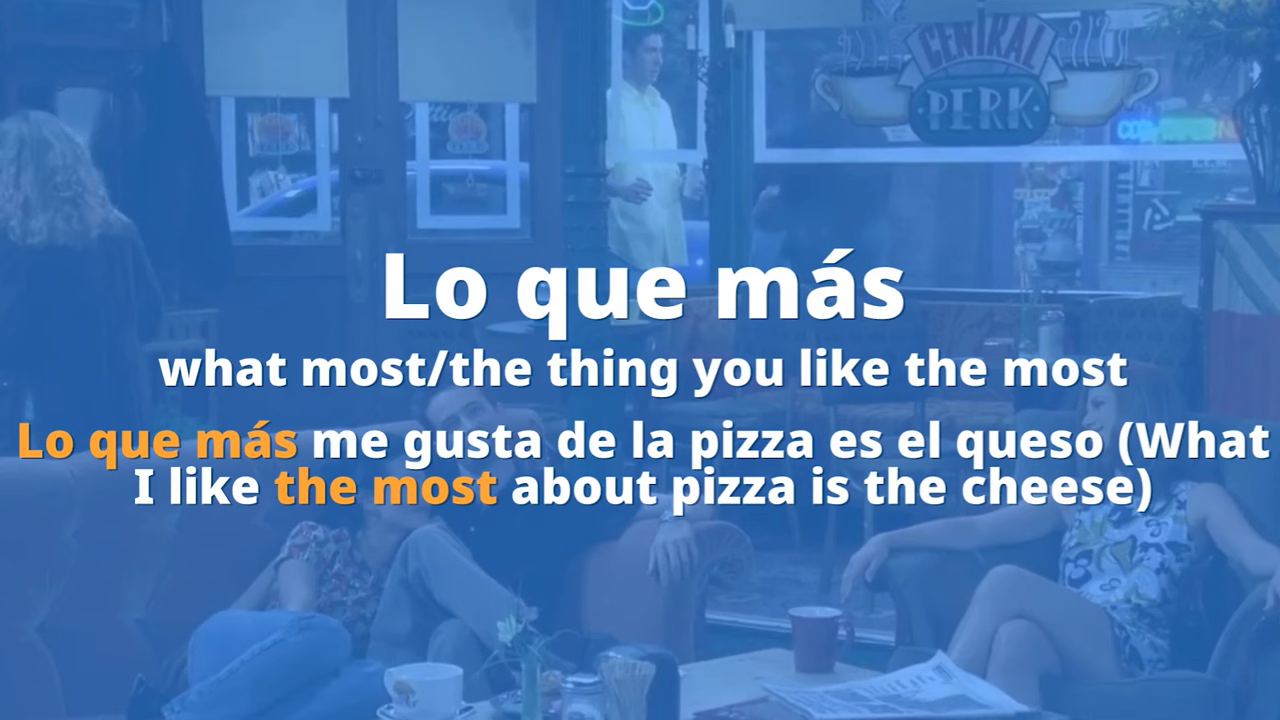 CENTRAL
PERK
Lo que más
what most/the thing you like the most
Lo que más me gusta de la pizza es el queso (What
I like the most about pizza is the cheese)